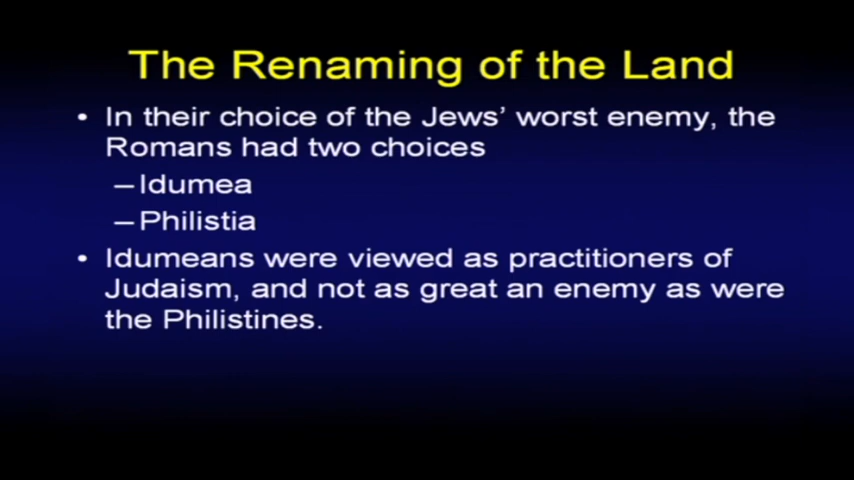 The Renaming of the Land
• In their choice of the Jews’ worst enemy, the
Romans had two choices
– Idumea
– Philistia
• Idumeans were viewed as practitioners of
Judaism, and not as great an enemy as were
the Philistines.